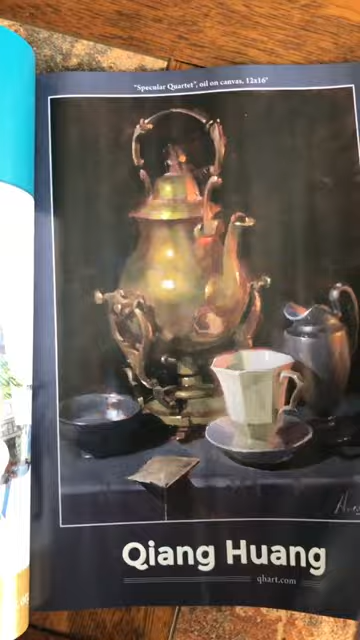 "Specular Quartet", oil on canvas, 12x16"
Qiang Huang
qhart.com